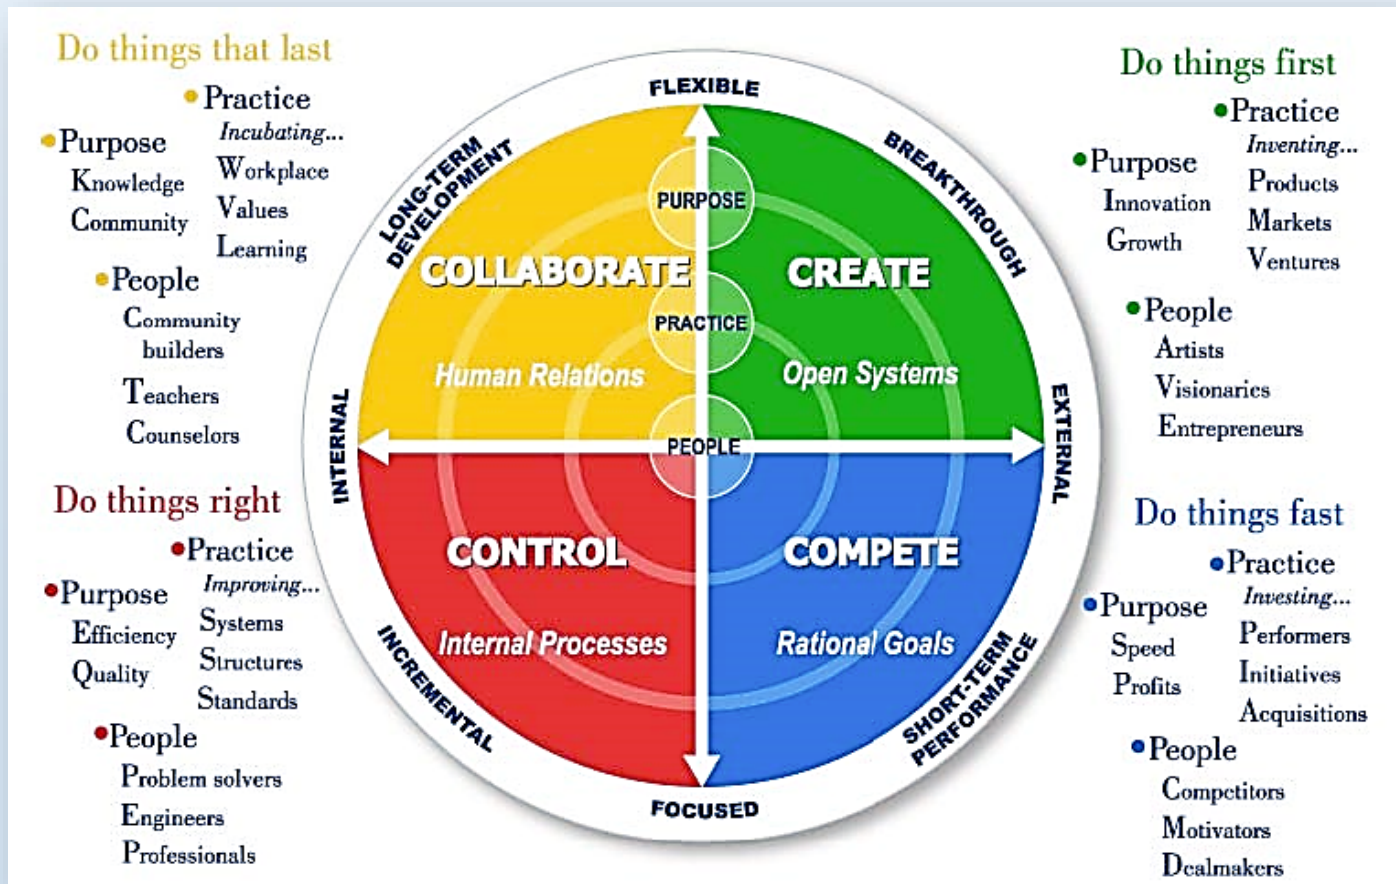 Do things that last
Practice
Incubating...
Purpose
Knowledge
Community
Workplace
Values
Learning
People
Community
builders
Teachers
Counselors
Do things right
Practice
Improving...
Purpose
Efficiency
Quality
Systems
Structures
Standards
People
Problem solvers
Engineers
Professionals
FLEXIBLE
LONG-TERM
DEVELOPMENT
BREAKTHROUGH
PURPOSE
COLLABORATE
CREATE
PRACTICE
Human Relations
Open Systems
INTERNAL
EXTERNAL
PEOPLE
CONTROL
COMPETE
Internal Processes
Rational Goals
INCREMENTAL
SHORT-TERM
PERFORMANCE
FOCUSED
Do things first
Practice
Inventing...
Purpose
Innovation
Growth
Products
Markets
Ventures
People
Artists
Visionaries
Entrepreneurs
Do things fast
Practice
Investing...
Purpose
Speed
Profits
Performers
Initiatives
Acquisitions
People
Competitors
Motivators
Dealmakers